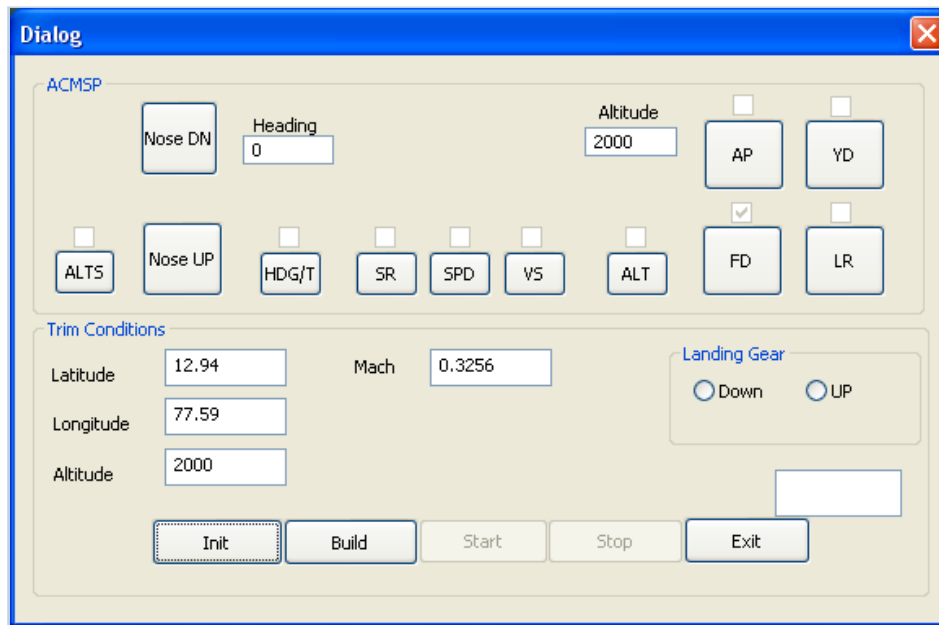 Dialog
ACMSP
Nose DN
Heading
0
Altitude
2000
AP
YD
ALTS
Nose UP
HDG/T
SR
SPD
VS
ALT
FD
LR
Trim Conditions
Latitude
12.94
Mach
0.3256
Landing Gear
Down
UP
Longitude
77.59
Altitude
2000
Init
Build
Start
Stop
Exit